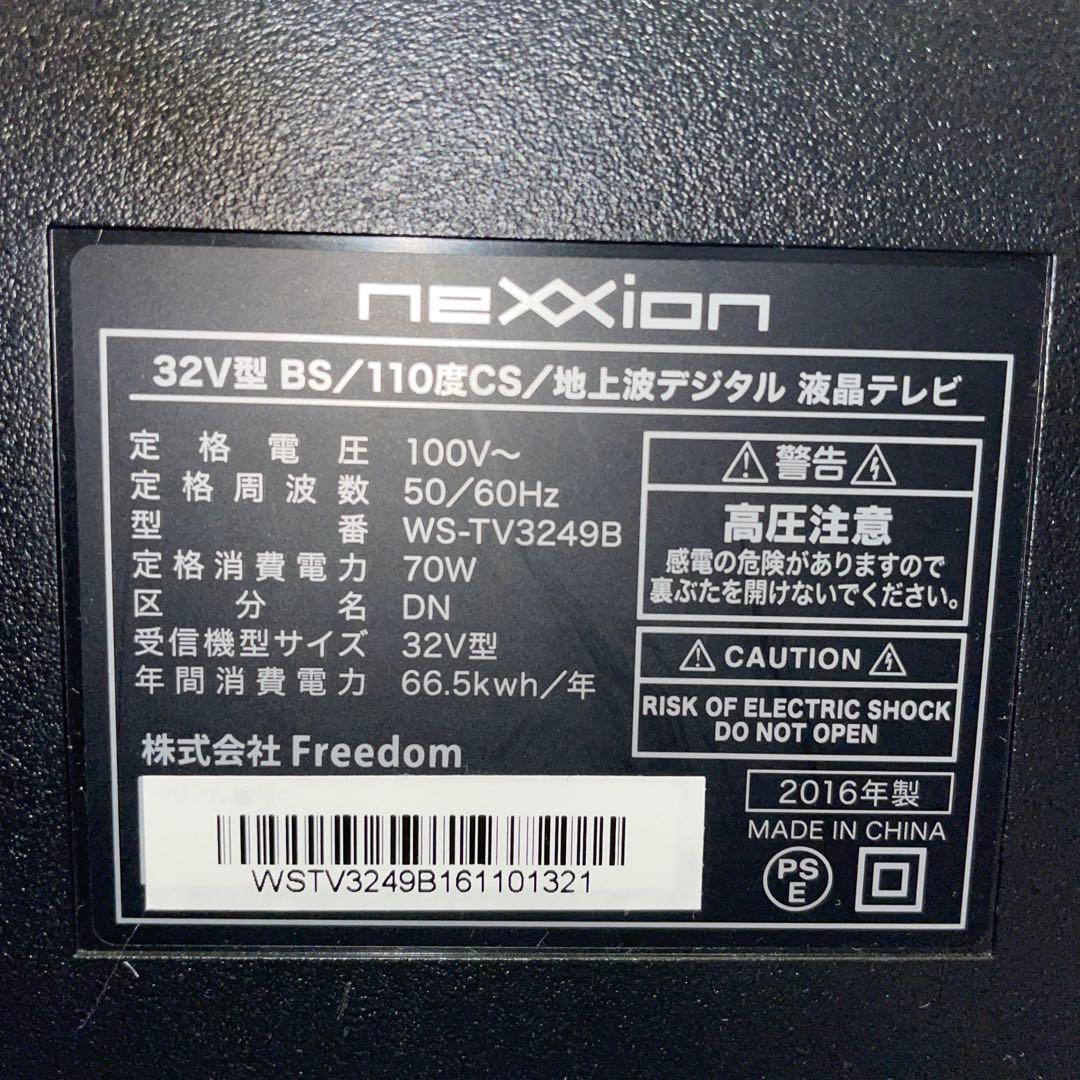 neXXion
32V型 BS/110度CS/地上波デジタル 液晶テレビ
定格電圧 100V～
定格周波数 50/60Hz
型番 WS-TV3249B
定格消費電力 70W
区分名 DN
受信機型サイズ 32V型
年間消費電力 66.5kwh/年
株式会社 Freedom
WSTV3249B161101321
警告
高圧注意
感電の危険がありますので
裏ぶたを開けないでください。
CAUTION
RISK OF ELECTRIC SHOCK
DO NOT OPEN
2016年製
MADE IN CHINA
PS
E